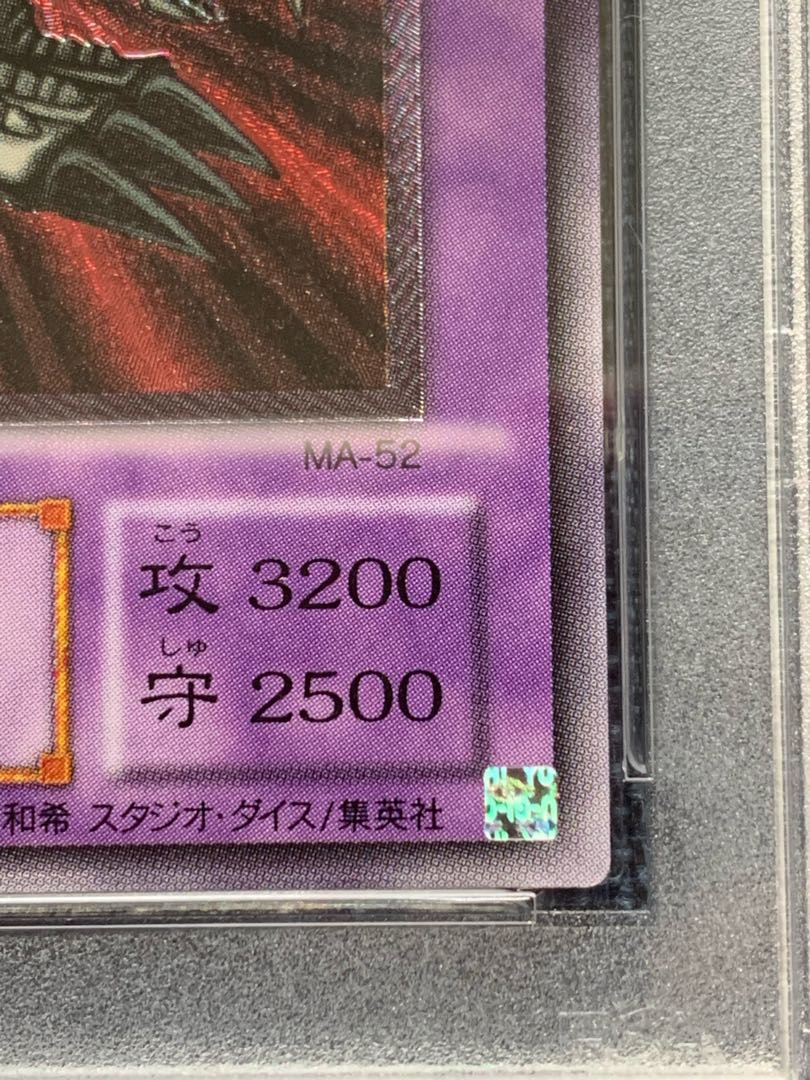 MA-52
こう
攻 3200
しゅ
守 2500
和希 スタジオ・ダイス/集英社